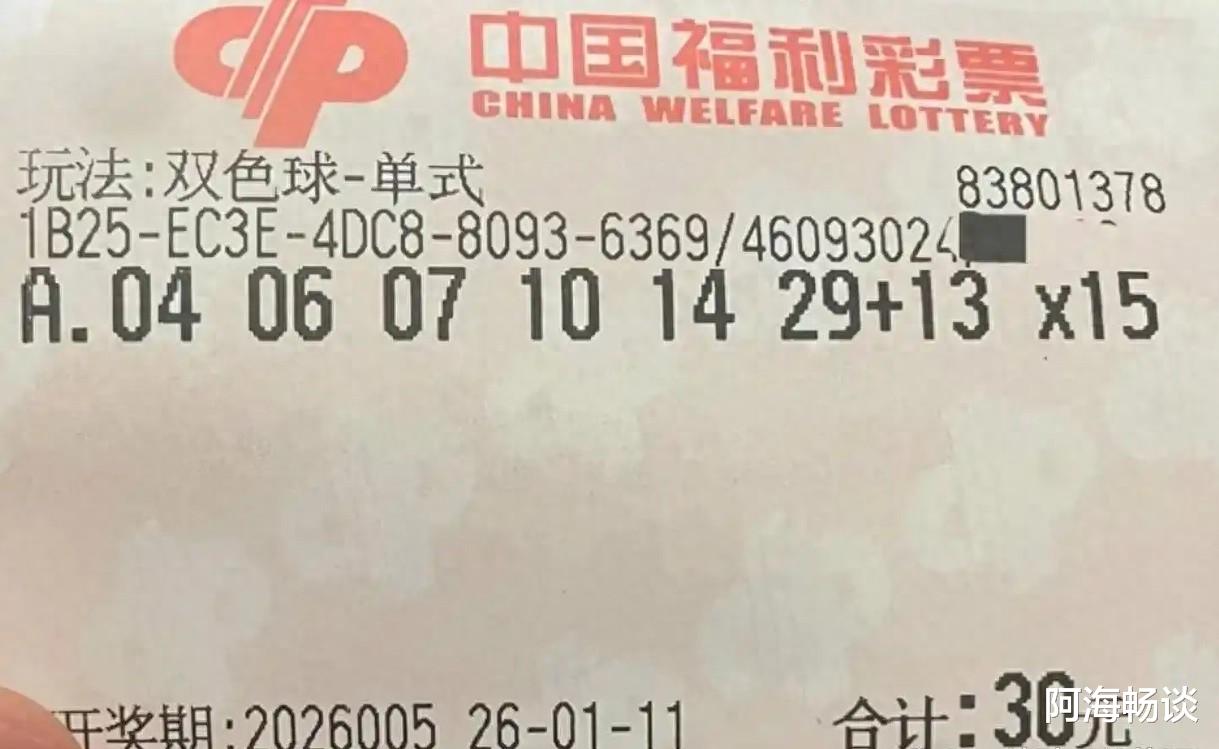 中国福利彩票
CHINA WELFARE LOTTERY
玩法:双色球-单式
83801378
1B25-EC3E-4DC8-8093-6369/46093024
A.04 06 07 10 14 29+13 x15
开奖期:2026005 26-01-11
合计:30元
阿海畅谈